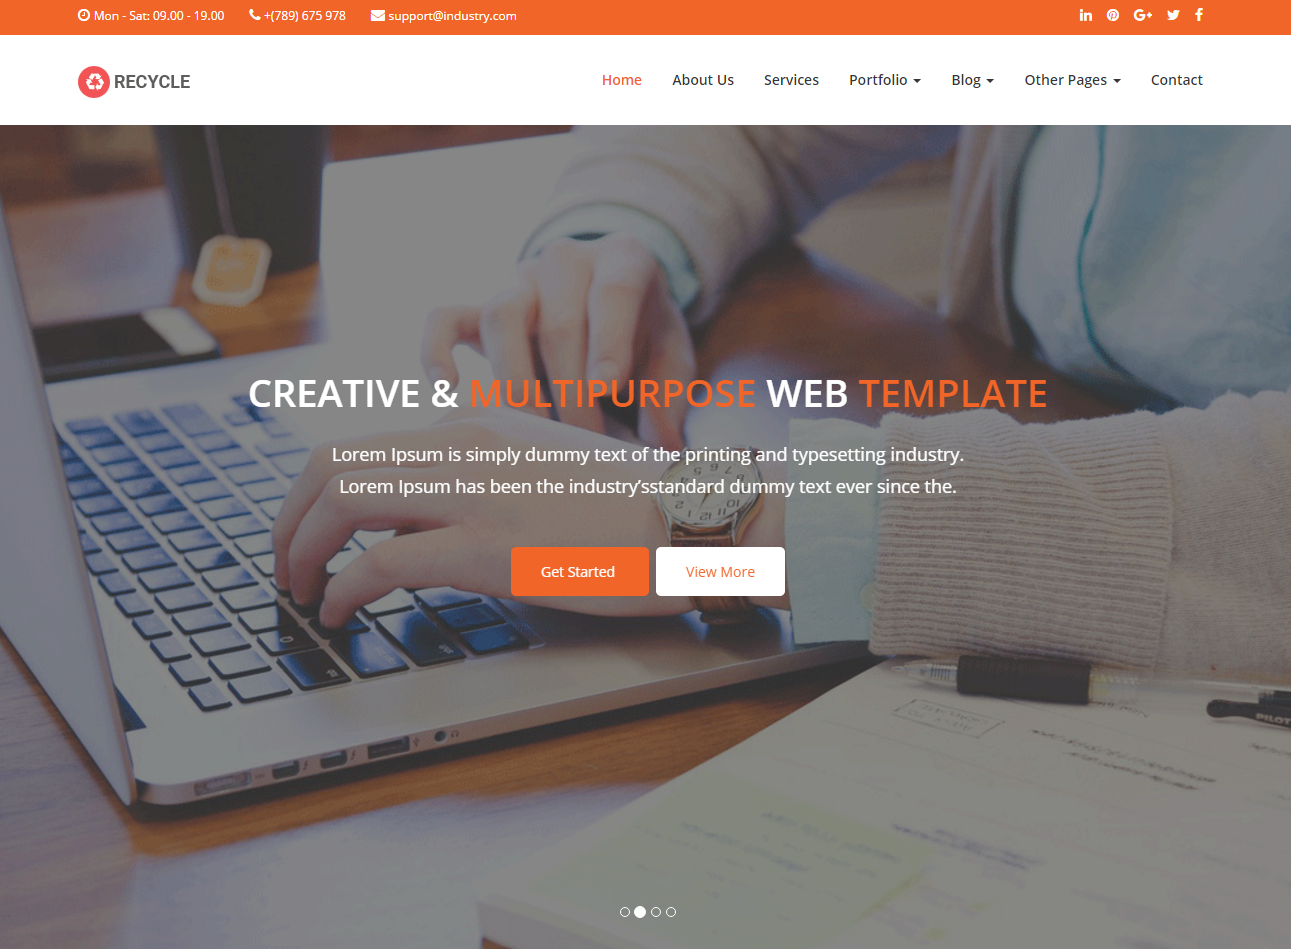 Mon - Sat: 09.00 - 19.00 +(789) 675 978 support@industry.com
RECYCLE
Home About Us Services Portfolio Blog Other Pages Contact
CREATIVE & MULTIPURPOSE WEB TEMPLATE
Lorem Ipsum is simply dummy text of the printing and typesetting industry.
Lorem Ipsum has been the industry’sstandard dummy text ever since the.
Get Started View More
PILOT